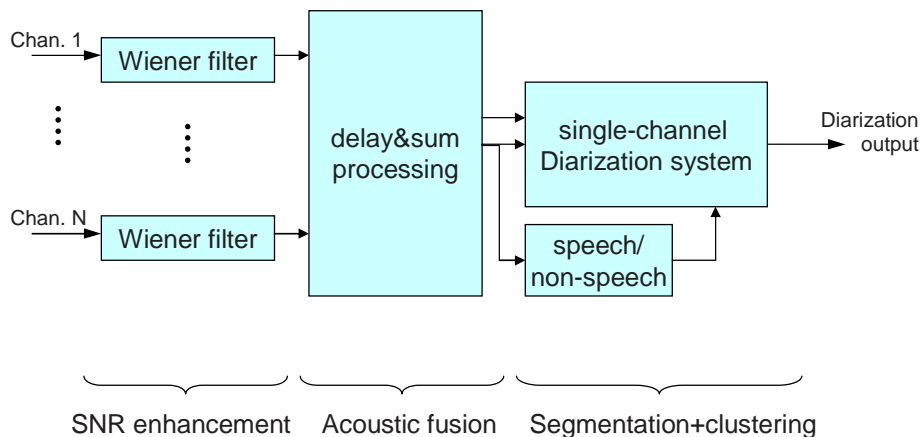 Chan. 1
Wiener filter
delay&sum
processing
single-channel
Diarization system
Diarization
output
Chan. N
Wiener filter
speech/
non-speech
SNR enhancement
Acoustic fusion
Segmentation+clustering